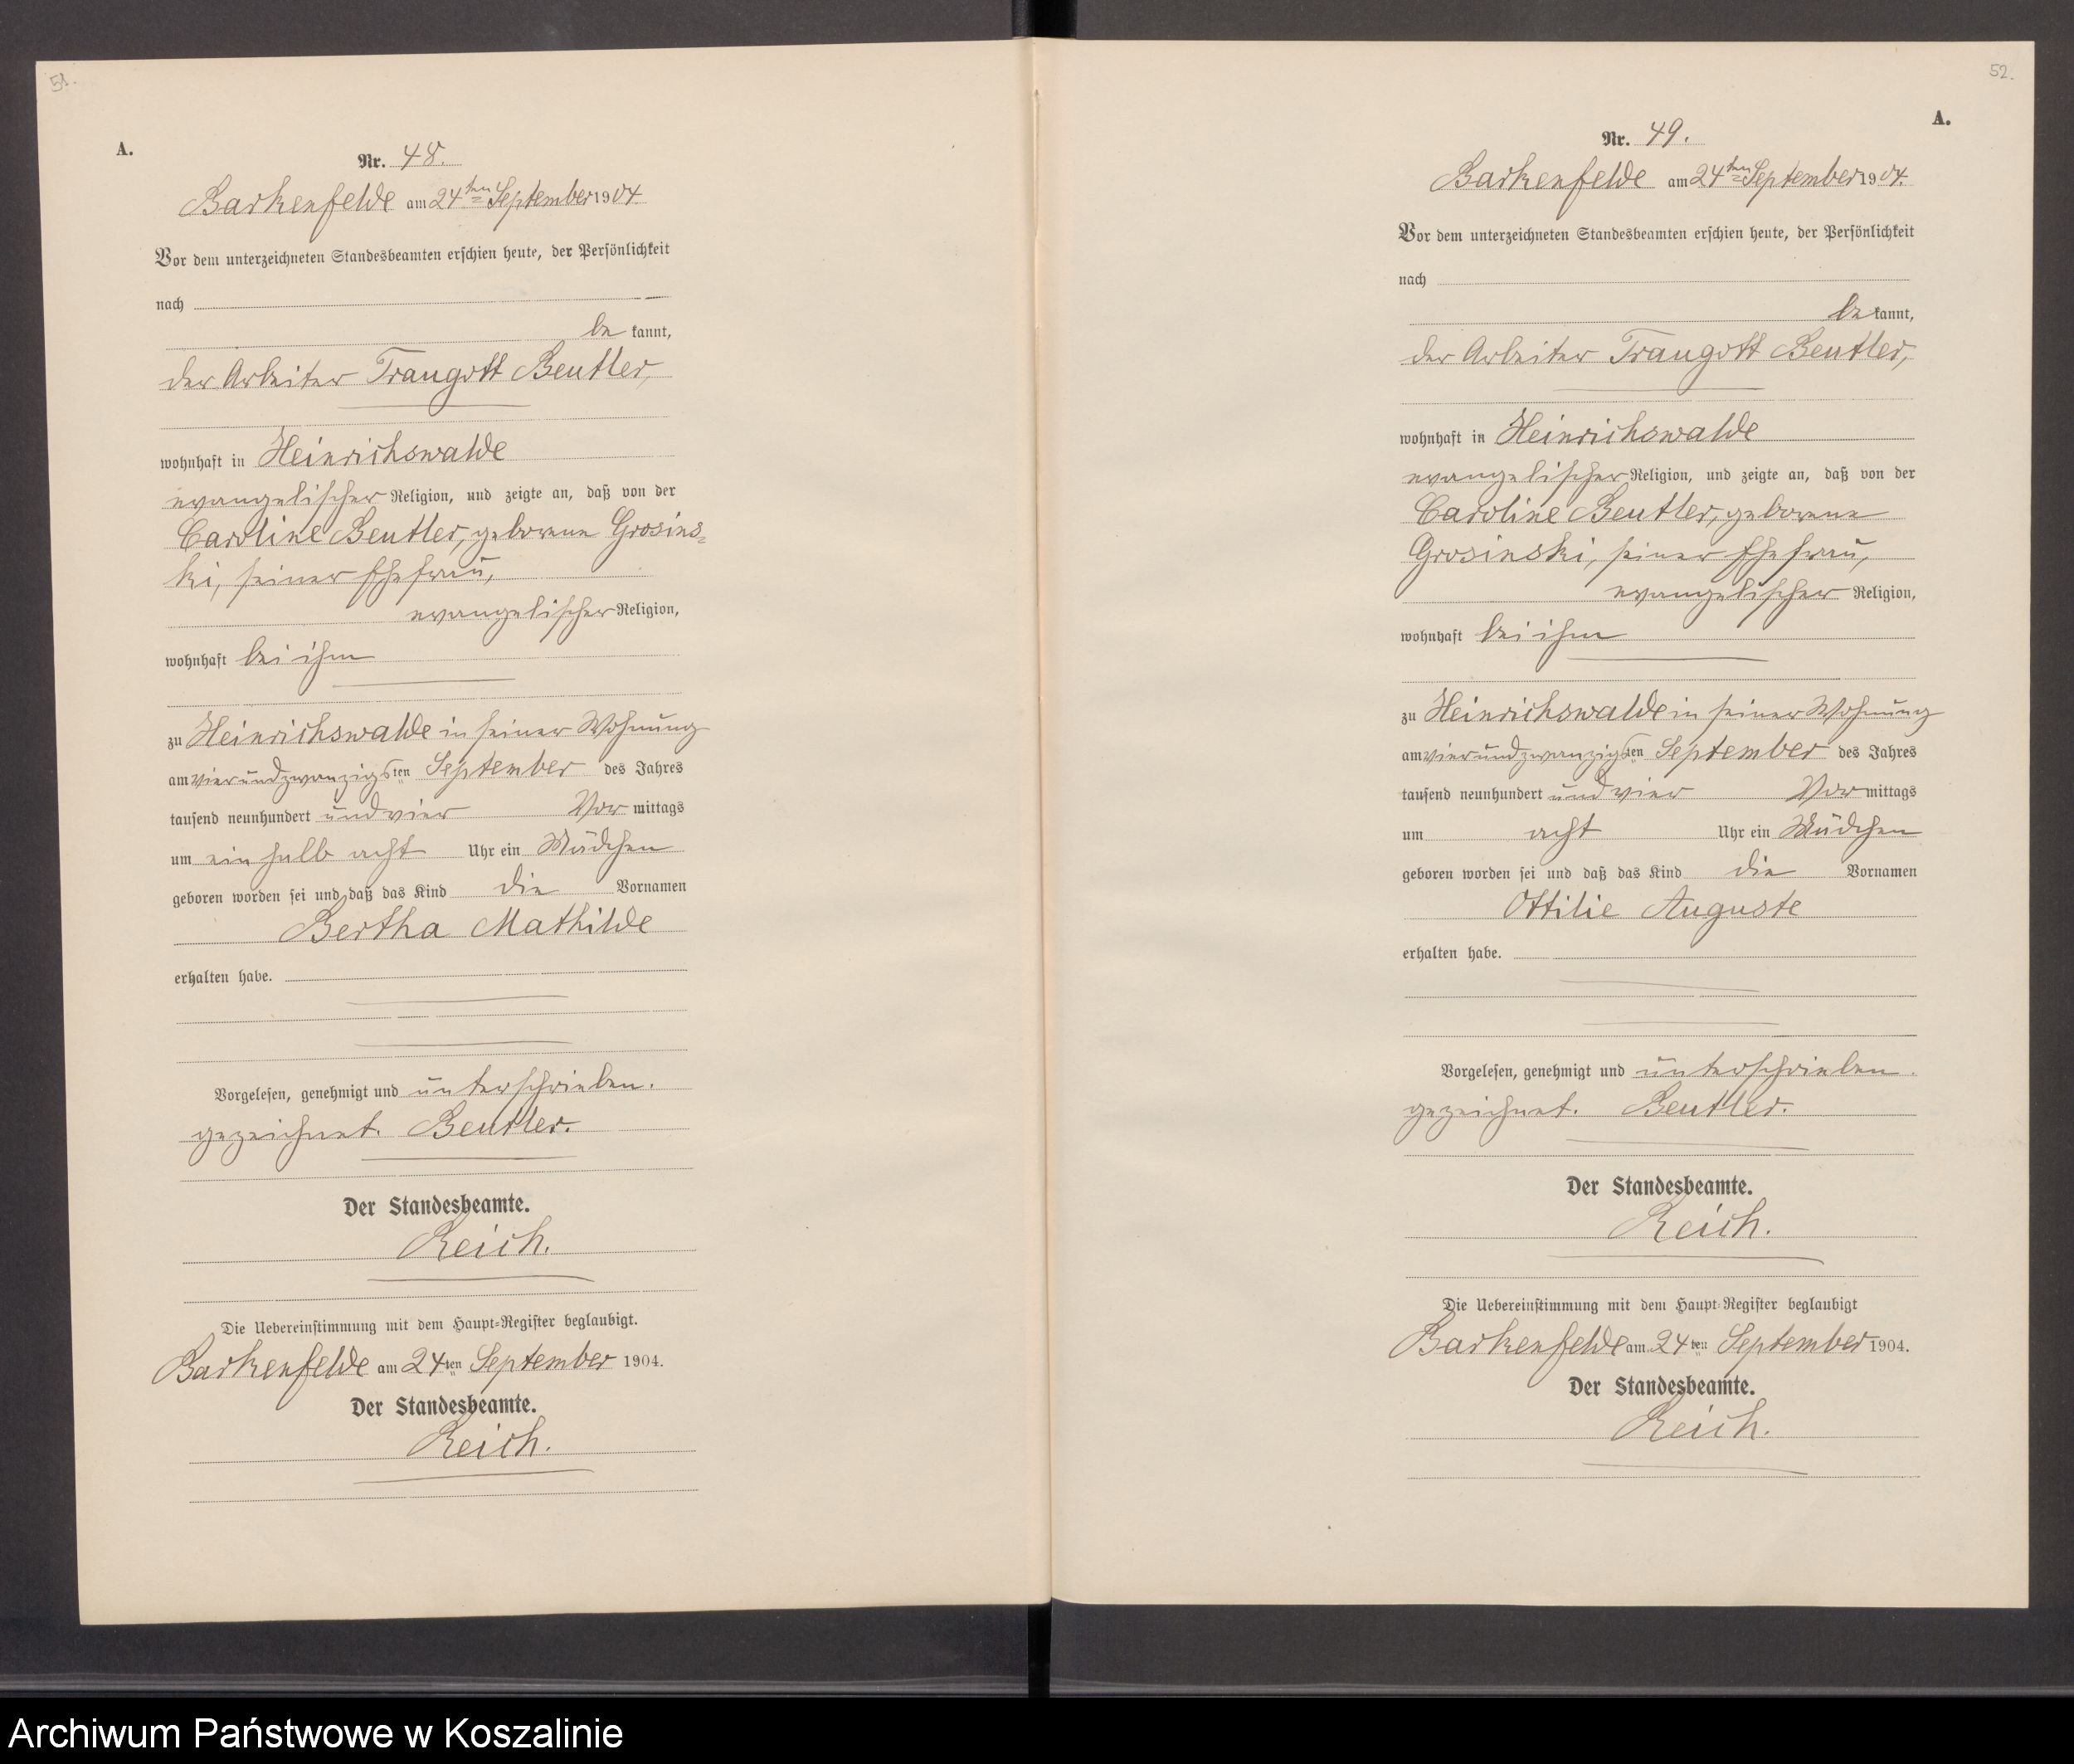 51.
A.
Nr. 48.
Barkenfelde am 24ten September 1904.
Vor dem unterzeichneten Standesbeamten erschien heute, der Persönlichkeit
nach
be kannt,
der Arbeiter Traugott Beutler,
wohnhaft in Heinrichswalde
evangelischer Religion, und zeigte an, daß von der
Caroline Beutler, geborene Grosins=
ki, seiner Ehefrau,
evangelischer Religion,
wohnhaft bei ihm
zu Heinrichswalde in seiner Wohnung
am vierundzwanzigsten September des Jahres
tausend neunhundert und vier Vor mittags
um ein halb acht Uhr ein Mädchen
geboren worden sei und daß das Kind die Vornamen
Bertha Mathilde
erhalten habe.
Vorgelesen, genehmigt und unterschrieben.
gezeichnet. Beutler.
Der Standesbeamte.
Reich.
Die Uebereinstimmung mit dem Haupt-Register beglaubigt.
Barkenfelde am 24ten September 1904.
Der Standesbeamte.
Reich.
52.
A.
Nr. 49.
Barkenfelde am 24ten September 1904.
Vor dem unterzeichneten Standesbeamten erschien heute, der Persönlichkeit
nach
be kannt,
der Arbeiter Traugott Beutler,
wohnhaft in Heinrichswalde
evangelischer Religion, und zeigte an, daß von der
Caroline Beutler, geborene
Grosinski, seiner Ehefrau,
evangelischer Religion,
wohnhaft bei ihm
zu Heinrichswalde in seiner Wohnung
am vierundzwanzigsten September des Jahres
tausend neunhundert und vier Vor mittags
um acht Uhr ein Mädchen
geboren worden sei und daß das Kind die Vornamen
Ottilie Auguste
erhalten habe.
Vorgelesen, genehmigt und unterschrieben.
gezeichnet. Beutler.
Der Standesbeamte.
Reich.
Die Uebereinstimmung mit dem Haupt-Register beglaubigt
Barkenfelde am 24ten September 1904.
Der Standesbeamte.
Reich.
Archiwum Państwowe w Koszalinie